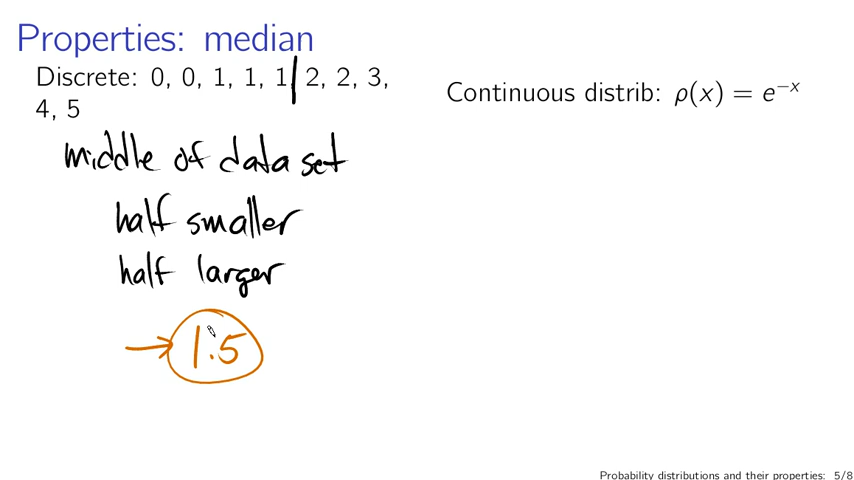 Properties: median
Discrete: 0, 0, 1, 1, 1, 2, 2, 3,
4, 5
middle of data set
half smaller
half larger
→ 1.5
Continuous distrib: ρ(x) = e⁻ˣ
Probability distributions and their properties: 5/8